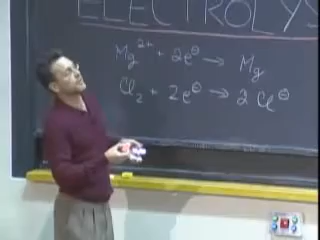 ELECTROLYS
Mg²⁺ + 2e⊖ → Mg
Cl₂ + 2e⊖ → 2 Cl⊖